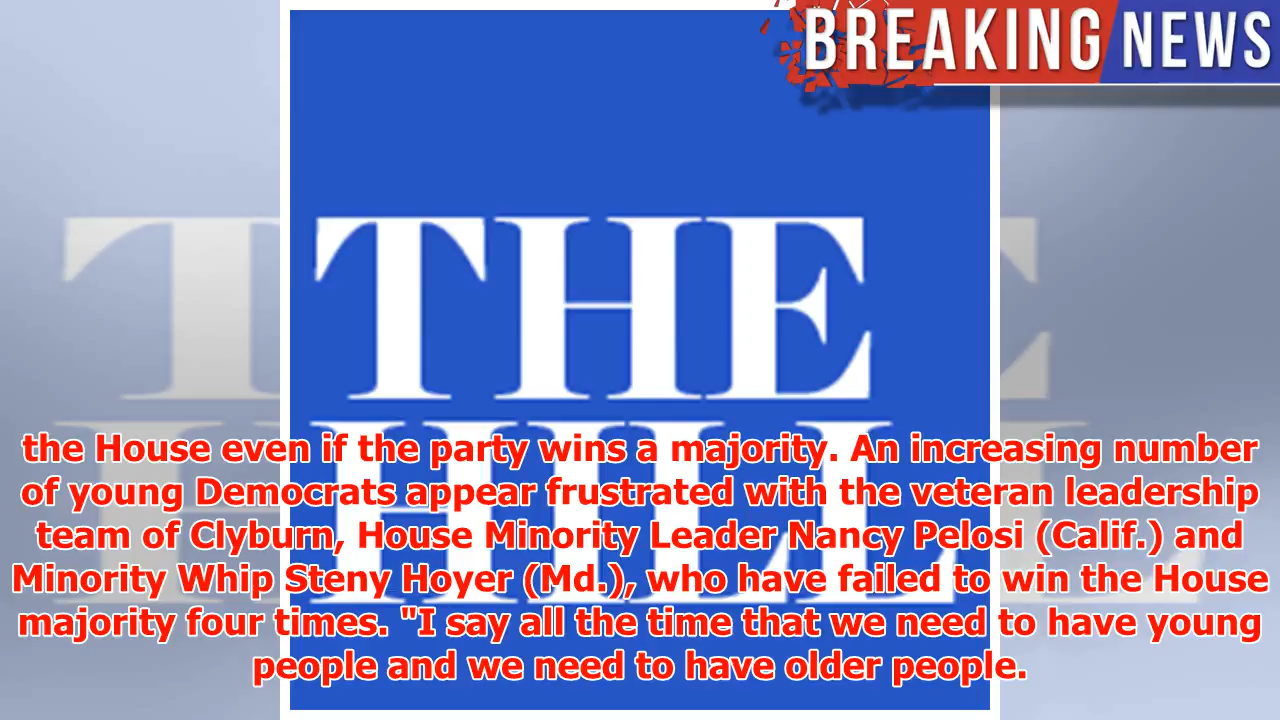 BREAKING NEWS
THE
HILL
the House even if the party wins a majority. An increasing number
of young Democrats appear frustrated with the veteran leadership
team of Clyburn, House Minority Leader Nancy Pelosi (Calif.) and
Minority Whip Steny Hoyer (Md.), who have failed to win the House
majority four times. "I say all the time that we need to have young
people and we need to have older people.